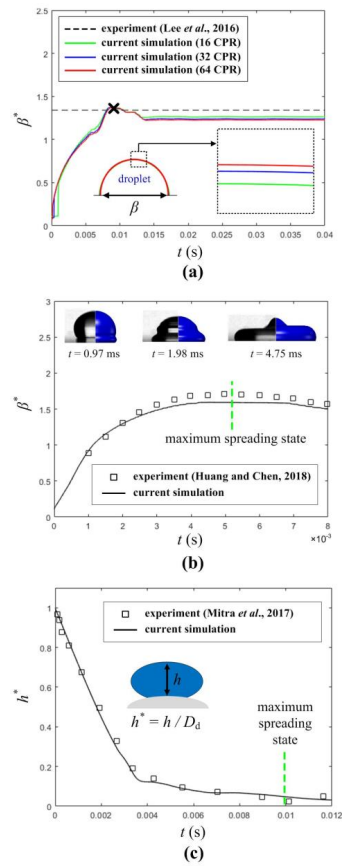 experiment (Lee et al., 2016)
current simulation (16 CPR)
current simulation (32 CPR)
current simulation (64 CPR)
2
1.5
1
0.5
0
β*
droplet
β
0 0.005 0.01 0.015 0.02 0.025 0.03 0.035 0.04
t (s)
(a)
3
2.5
2
1.5
1
0.5
0
β*
t = 0.97 ms t = 1.98 ms t = 4.75 ms
maximum spreading state
experiment (Huang and Chen, 2018)
current simulation
0 1 2 3 4 5 6 7 8
×10⁻³
t (s)
(b)
1
0.8
0.6
0.4
0.2
0
h*
experiment (Mitra et al., 2017)
current simulation
h
h* = h / Dd
maximum
spreading
state
0 0.002 0.004 0.006 0.008 0.01 0.012
t (s)
(c)